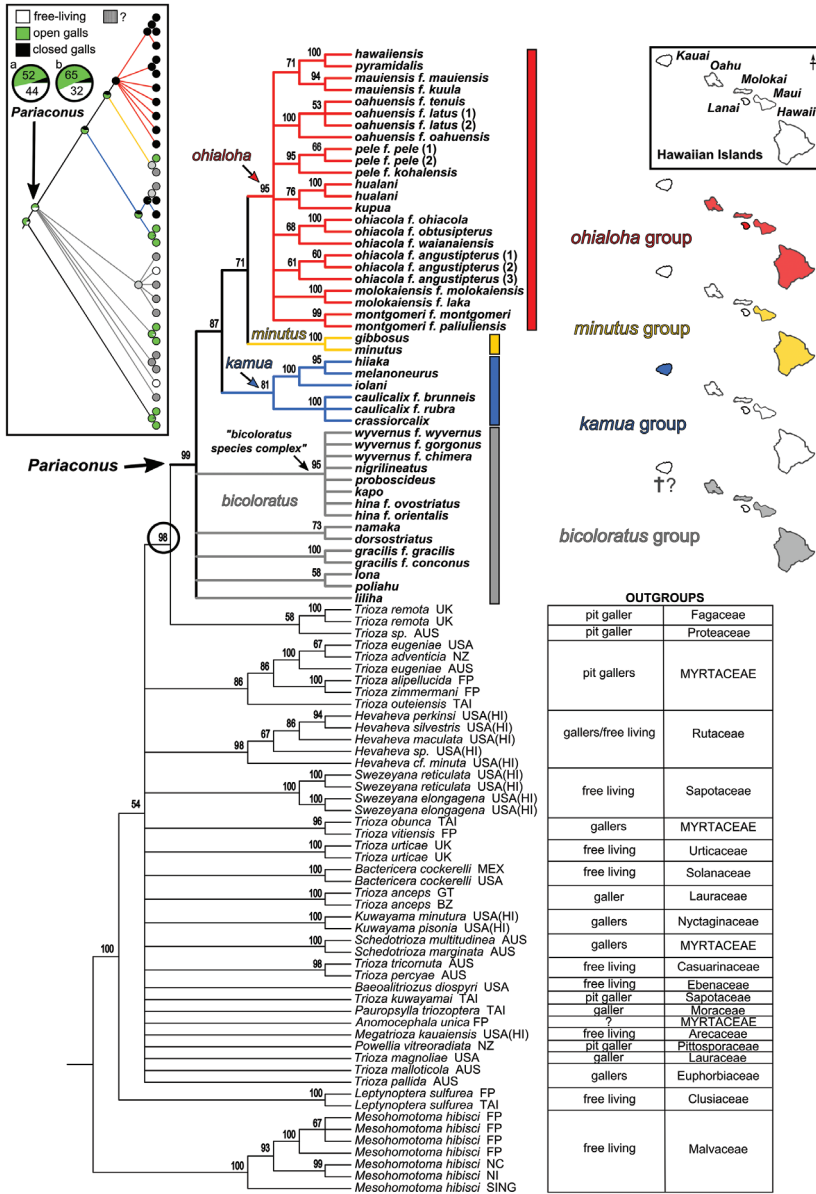 free-living
?
open galls
closed galls
a
b
52
44
65
32
Pariaconus
Kauai
Oahu
Molokai
Maui
Lanai
Hawaii
Hawaiian Islands
ohialoha group
minutus group
kamua group
†?
bicoloratus group
ohialoha
minutus
kamua
"bicoloratus
species complex"
bicoloratus
Pariaconus
100
71
94
53
100
66
95
95
100
76
100
68
60
61
100
99
71
100
87
95
100
81
100
99
95
73
100
58
98
100
58
67
100
86
100
86
94
86
67
98
100
100
100
54
96
100
100
100
100
100
98
100
100
67
100
93
99
100
hawaiiensis
pyramidalis
mauiensis f. mauiensis
mauiensis f. kuula
oahuensis f. tenuis
oahuensis f. latus (1)
oahuensis f. latus (2)
oahuensis f. oahuensis
pele f. pele (1)
pele f. pele (2)
pele f. kohalensis
hualani
hualani
kupua
ohiacola f. ohiacola
ohiacola f. obtusipterus
ohiacola f. waianaiensis
ohiacola f. angustipterus (1)
ohiacola f. angustipterus (2)
ohiacola f. angustipterus (3)
molokaiensis f. molokaiensis
molokaiensis f. laka
montgomeri f. montgomeri
montgomeri f. paliuliensis
gibbosus
minutus
hiiaka
melanoneurus
iolani
caulicalix f. brunneis
caulicalix f. rubra
crassiorcalix
wyvernus f. wyvernus
wyvernus f. gorgonus
wyvernus f. chimera
nigrilineatus
proboscideus
kapo
hina f. ovostriatus
hina f. orientalis
namaka
dorsostriatus
gracilis f. gracilis
gracilis f. conconus
lona
poliahu
liliha
Trioza remota UK
Trioza remota UK
Trioza sp. AUS
Trioza eugeniae USA
Trioza adventicia NZ
Trioza eugeniae AUS
Trioza alipellucida FP
Trioza zimmermani FP
Trioza outeiensis TAI
Hevaheva perkinsi USA(HI)
Hevaheva silvestris USA(HI)
Hevaheva maculata USA(HI)
Hevaheva sp. USA(HI)
Hevaheva cf. minuta USA(HI)
Swezeyana reticulata USA(HI)
Swezeyana reticulata USA(HI)
Swezeyana elongagena USA(HI)
Swezeyana elongagena USA(HI)
Trioza obunca TAI
Trioza vitiensis FP
Trioza urticae UK
Trioza urticae UK
Bactericera cockerelli MEX
Bactericera cockerelli USA
Trioza anceps GT
Trioza anceps BZ
Kuwayama minutura USA(HI)
Kuwayama pisonia USA(HI)
Schedotrioza multitudinea AUS
Schedotrioza marginata AUS
Trioza tricornuta AUS
Trioza percyae AUS
Baeoalitriozus diospyri USA
Trioza kuwayamai TAI
Pauropsylla triozoptera TAI
Anomocephala unica FP
Megatrioza kauaiensis USA(HI)
Powellia vitreoradiata NZ
Trioza magnoliae USA
Trioza malloticola AUS
Trioza pallida AUS
Leptynoptera sulfurea FP
Leptynoptera sulfurea TAI
Mesohomotoma hibisci FP
Mesohomotoma hibisci FP
Mesohomotoma hibisci FP
Mesohomotoma hibisci FP
Mesohomotoma hibisci NC
Mesohomotoma hibisci NI
Mesohomotoma hibisci SING
OUTGROUPS
pit galler Fagaceae
pit galler Proteaceae
pit gallers MYRTACEAE
gallers/free living Rutaceae
free living Sapotaceae
gallers MYRTACEAE
free living Urticaceae
free living Solanaceae
galler Lauraceae
gallers Nyctaginaceae
gallers MYRTACEAE
free living Casuarinaceae
free living Ebenaceae
pit galler Sapotaceae
galler Moraceae
? MYRTACEAE
free living Arecaceae
pit galler Pittosporaceae
galler Lauraceae
gallers Euphorbiaceae
free living Clusiaceae
free living Malvaceae